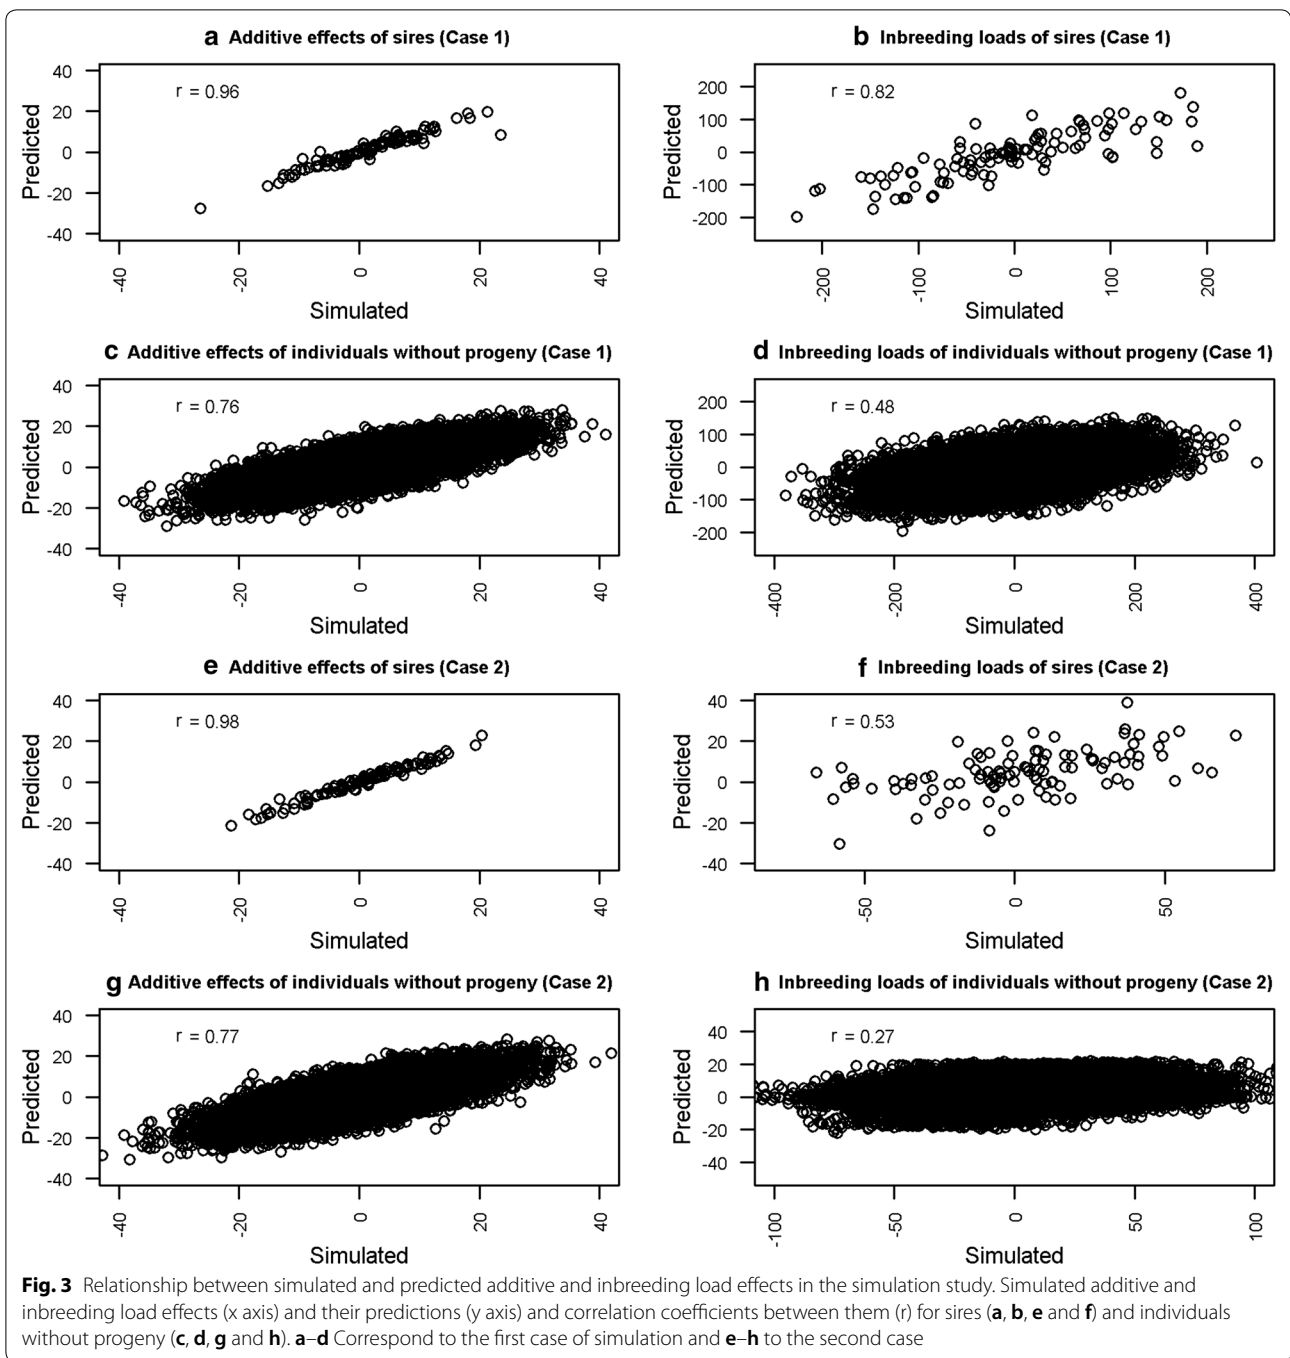 a Additive effects of sires (Case 1)
r = 0.96
Predicted
40
20
0
-20
-40
-40
-20
0
20
40
Simulated
b Inbreeding loads of sires (Case 1)
r = 0.82
Predicted
200
100
0
-100
-200
-200
-100
0
100
200
Simulated
c Additive effects of individuals without progeny (Case 1)
r = 0.76
Predicted
40
20
0
-20
-40
-40
-20
0
20
40
Simulated
d Inbreeding loads of individuals without progeny (Case 1)
r = 0.48
Predicted
200
100
0
-100
-200
-400
-200
0
200
400
Simulated
e Additive effects of sires (Case 2)
r = 0.98
Predicted
40
20
0
-20
-40
-40
-20
0
20
40
Simulated
f Inbreeding loads of sires (Case 2)
r = 0.53
Predicted
40
20
0
-20
-40
-50
0
50
Simulated
g Additive effects of individuals without progeny (Case 2)
r = 0.77
Predicted
40
20
0
-20
-40
-40
-20
0
20
40
Simulated
h Inbreeding loads of individuals without progeny (Case 2)
r = 0.27
Predicted
40
20
0
-20
-40
-100
-50
0
50
100
Simulated
Fig. 3 Relationship between simulated and predicted additive and inbreeding load effects in the simulation study. Simulated additive and
inbreeding load effects (x axis) and their predictions (y axis) and correlation coefficients between them (r) for sires (a, b, e and f) and individuals
without progeny (c, d, g and h). a–d Correspond to the first case of simulation and e–h to the second case